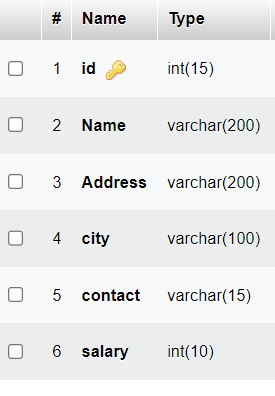 # Name Type
1 id int(15)
2 Name varchar(200)
3 Address varchar(200)
4 city varchar(100)
5 contact varchar(15)
6 salary int(10)